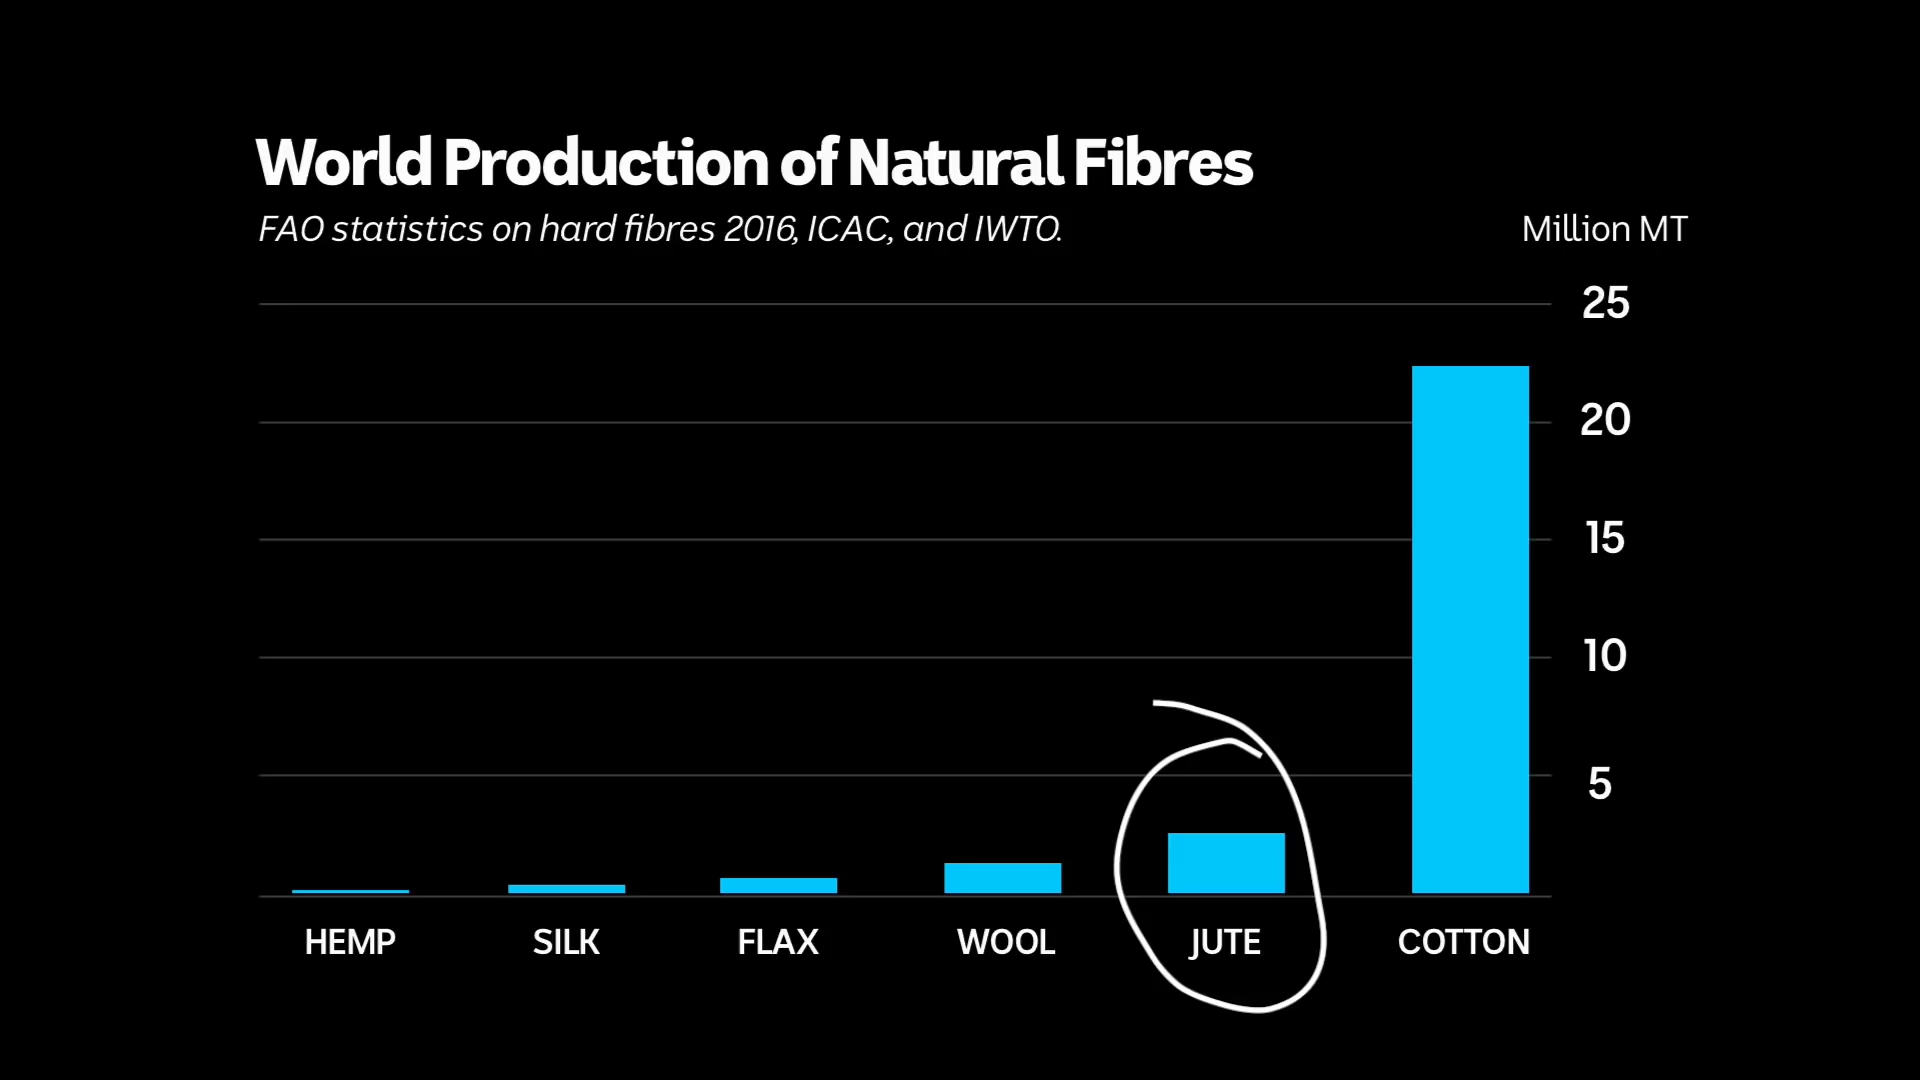 World Production of Natural Fibres
FAO statistics on hard fibres 2016, ICAC, and IWTO.
Million MT
25
20
15
10
5
HEMP SILK FLAX WOOL JUTE COTTON